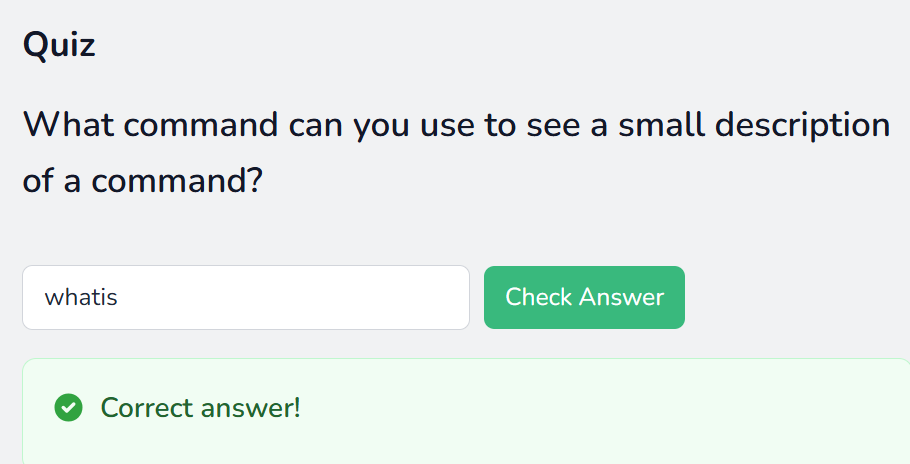 Quiz
What command can you use to see a small description
of a command?
whatis
Check Answer
Correct answer!